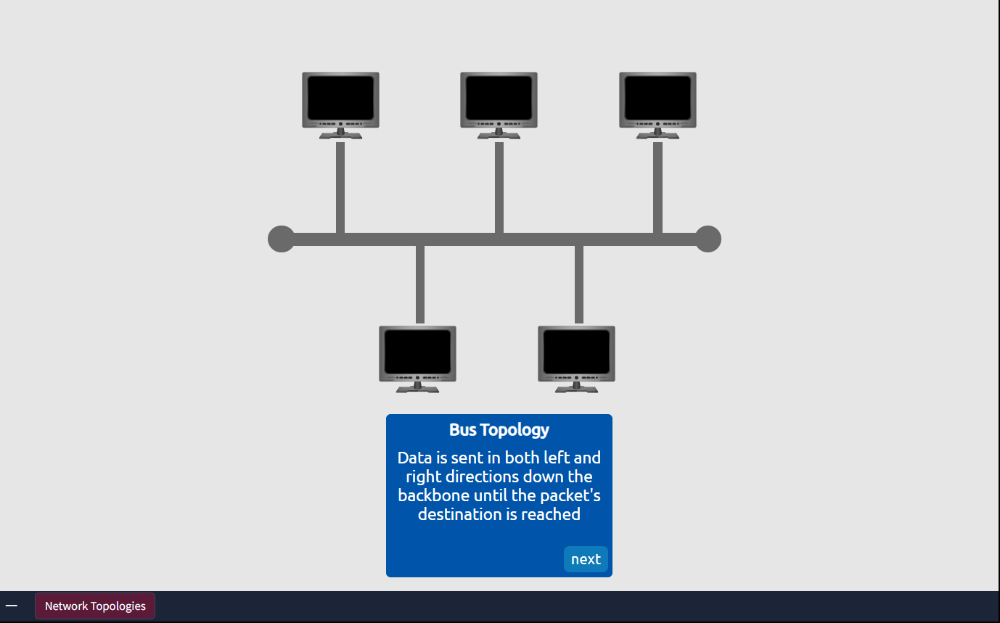 Bus Topology
Data is sent in both left and
right directions down the
backbone until the packet's
destination is reached
next
Network Topologies